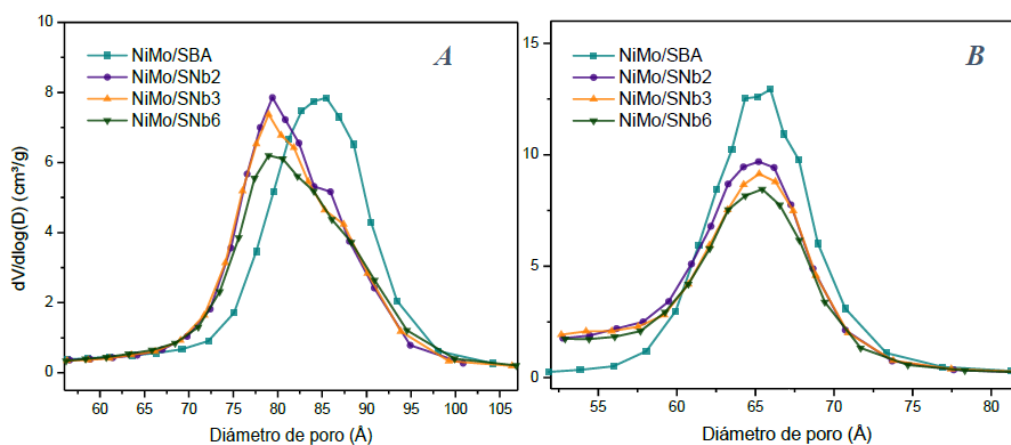 A
NiMo/SBA
NiMo/SNb2
NiMo/SNb3
NiMo/SNb6
10
8
6
4
2
0
dV/dlog(D) (cm³/g)
60 65 70 75 80 85 90 95 100 105
Diámetro de poro (Å)
B
NiMo/SBA
NiMo/SNb2
NiMo/SNb3
NiMo/SNb6
15
10
5
0
55 60 65 70 75 80
Diámetro de poro (Å)